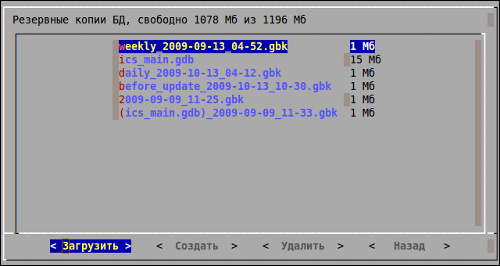 Резервные копии БД, свободно 1078 Мб из 1196 Мб
weekly_2009-09-13_04-52.gbk 1 Мб
ics_main.gdb 15 Мб
daily_2009-10-13_04-12.gbk 1 Мб
before_update_2009-10-13_10-30.gbk 1 Мб
2009-09-09_11-25.gbk 1 Мб
(ics_main.gdb)_2009-09-09_11-33.gbk 1 Мб
< Загрузить > < Создать > < Удалить > < Назад >